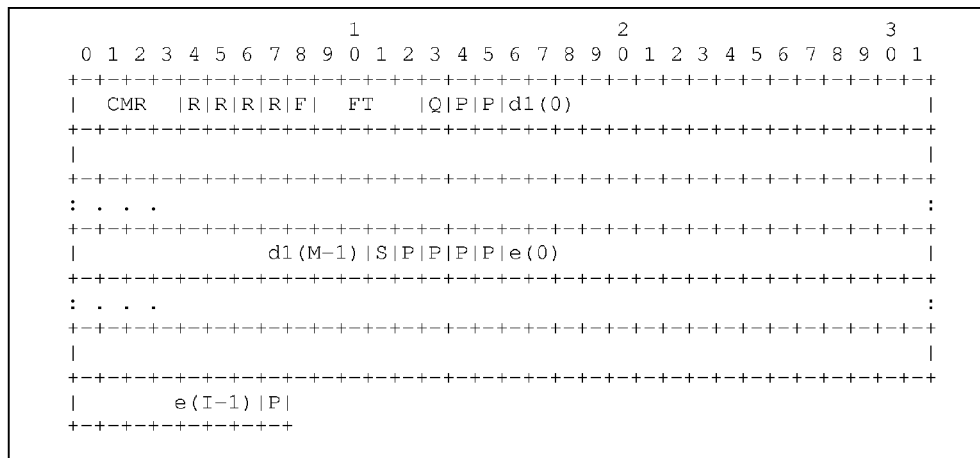 1                   2                   3
 0 1 2 3 4 5 6 7 8 9 0 1 2 3 4 5 6 7 8 9 0 1 2 3 4 5 6 7 8 9 0 1
+-+-+-+-+-+-+-+-+-+-+-+-+-+-+-+-+-+-+-+-+-+-+-+-+-+-+-+-+-+-+-+-+
|  CMR  |R|R|R|R|F|  FT   |Q|P|P|d1(0)                          |
+-+-+-+-+-+-+-+-+-+-+-+-+-+-+-+-+-+-+-+-+-+-+-+-+-+-+-+-+-+-+-+-+
|                                                               |
+-+-+-+-+-+-+-+-+-+-+-+-+-+-+-+-+-+-+-+-+-+-+-+-+-+-+-+-+-+-+-+-+
: . . .                                                         :
+-+-+-+-+-+-+-+-+-+-+-+-+-+-+-+-+-+-+-+-+-+-+-+-+-+-+-+-+-+-+-+-+
|              d1(M-1)|S|P|P|P|P|e(0)                           |
+-+-+-+-+-+-+-+-+-+-+-+-+-+-+-+-+-+-+-+-+-+-+-+-+-+-+-+-+-+-+-+-+
: . . .                                                         :
+-+-+-+-+-+-+-+-+-+-+-+-+-+-+-+-+-+-+-+-+-+-+-+-+-+-+-+-+-+-+-+-+
|                                                               |
+-+-+-+-+-+-+-+-+-+-+-+-+-+-+-+-+-+-+-+-+-+-+-+-+-+-+-+-+-+-+-+-+
|       e(I-1)|P|
+-+-+-+-+-+-+-+-+